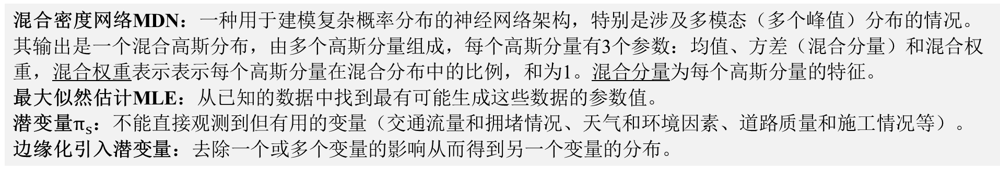 混合密度网络MDN：一种用于建模复杂概率分布的神经网络架构，特别是涉及多模态（多个峰值）分布的情况。
其输出是一个混合高斯分布，由多个高斯分量组成，每个高斯分量有3个参数：均值、方差（混合分量）和混合权
重，混合权重表示表示每个高斯分量在混合分布中的比例，和为1。混合分量为每个高斯分量的特征。
最大似然估计MLE：从已知的数据中找到最有可能生成这些数据的参数值。
潜变量πs：不能直接观测到但有用的变量（交通流量和拥堵情况、天气和环境因素、道路质量和施工情况等）。
边缘化引入潜变量：去除一个或多个变量的影响从而得到另一个变量的分布。